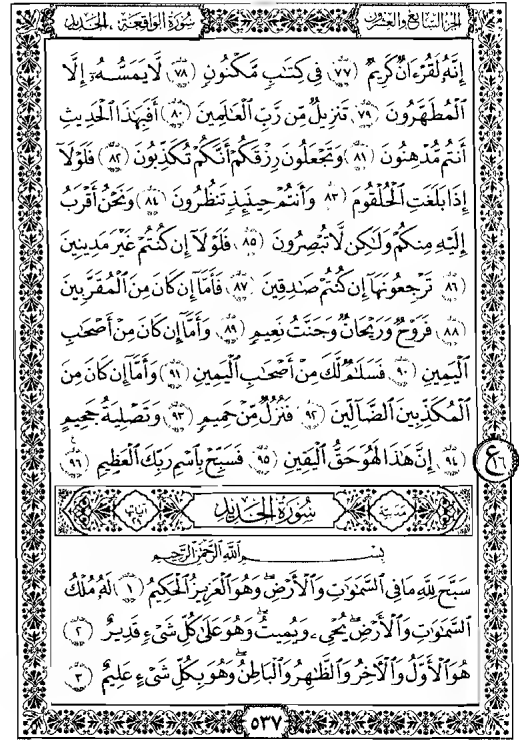 الجزء السابع والعشرون
سورة الواقعة . الحديد
إِنَّهُ لَقُرْءَانٌ كَرِيمٌ ﴿٧٧﴾ فِى كِتَٰبٍ مَّكْنُونٍ ﴿٧٨﴾ لَّا يَمَسُّهُۥٓ إِلَّا
ٱلْمُطَهَّرُونَ ﴿٧٩﴾ تَنزِيلٌ مِّن رَّبِّ ٱلْعَٰلَمِينَ ﴿٨٠﴾ أَفَبِهَٰذَا ٱلْحَدِيثِ
أَنتُم مُّدْهِنُونَ ﴿٨١﴾ وَتَجْعَلُونَ رِزْقَكُمْ أَنَّكُمْ تُكَذِّبُونَ ﴿٨٢﴾ فَلَوْلَآ
إِذَا بَلَغَتِ ٱلْحُلْقُومَ ﴿٨٣﴾ وَأَنتُمْ حِينَئِذٍ تَنظُرُونَ ﴿٨٤﴾ وَنَحْنُ أَقْرَبُ
إِلَيْهِ مِنكُمْ وَلَٰكِن لَّا تُبْصِرُونَ ﴿٨٥﴾ فَلَوْلَآ إِن كُنتُمْ غَيْرَ مَدِينِينَ
﴿٨٦﴾ تَرْجِعُونَهَآ إِن كُنتُمْ صَٰدِقِينَ ﴿٨٧﴾ فَأَمَّآ إِن كَانَ مِنَ ٱلْمُقَرَّبِينَ
﴿٨٨﴾ فَرَوْحٌ وَرَيْحَانٌ وَجَنَّتُ نَعِيمٍ ﴿٨٩﴾ وَأَمَّآ إِن كَانَ مِنْ أَصْحَٰبِ
ٱلْيَمِينِ ﴿٩٠﴾ فَسَلَٰمٌ لَّكَ مِنْ أَصْحَٰبِ ٱلْيَمِينِ ﴿٩١﴾ وَأَمَّآ إِن كَانَ مِنَ
ٱلْمُكَذِّبِينَ ٱلضَّآلِّينَ ﴿٩٢﴾ فَنُزُلٌ مِّنْ حَمِيمٍ ﴿٩٣﴾ وَتَصْلِيَةُ جَحِيمٍ
﴿٩٤﴾ إِنَّ هَٰذَا لَهُوَ حَقُّ ٱلْيَقِينِ ﴿٩٥﴾ فَسَبِّحْ بِٱسْمِ رَبِّكَ ٱلْعَظِيمِ ﴿٩٦﴾
ع
مدنية
سُورَةُ الحَدِيدِ
آياتها ٢٩
بِسْمِ ٱللَّهِ ٱلرَّحْمَٰنِ ٱلرَّحِيمِ
سَبَّحَ لِلَّهِ مَا فِى ٱلسَّمَٰوَٰتِ وَٱلْأَرْضِ ۖ وَهُوَ ٱلْعَزِيزُ ٱلْحَكِيمُ ﴿١﴾ لَهُۥ مُلْكُ
ٱلسَّمَٰوَٰتِ وَٱلْأَرْضِ ۖ يُحْىِۦ وَيُمِيتُ ۖ وَهُوَ عَلَىٰ كُلِّ شَىْءٍ قَدِيرٌ ﴿٢﴾
هُوَ ٱلْأَوَّلُ وَٱلْءَاخِرُ وَٱلظَّٰهِرُ وَٱلْبَاطِنُ ۖ وَهُوَ بِكُلِّ شَىْءٍ عَلِيمٌ ﴿٣﴾
٥٣٧